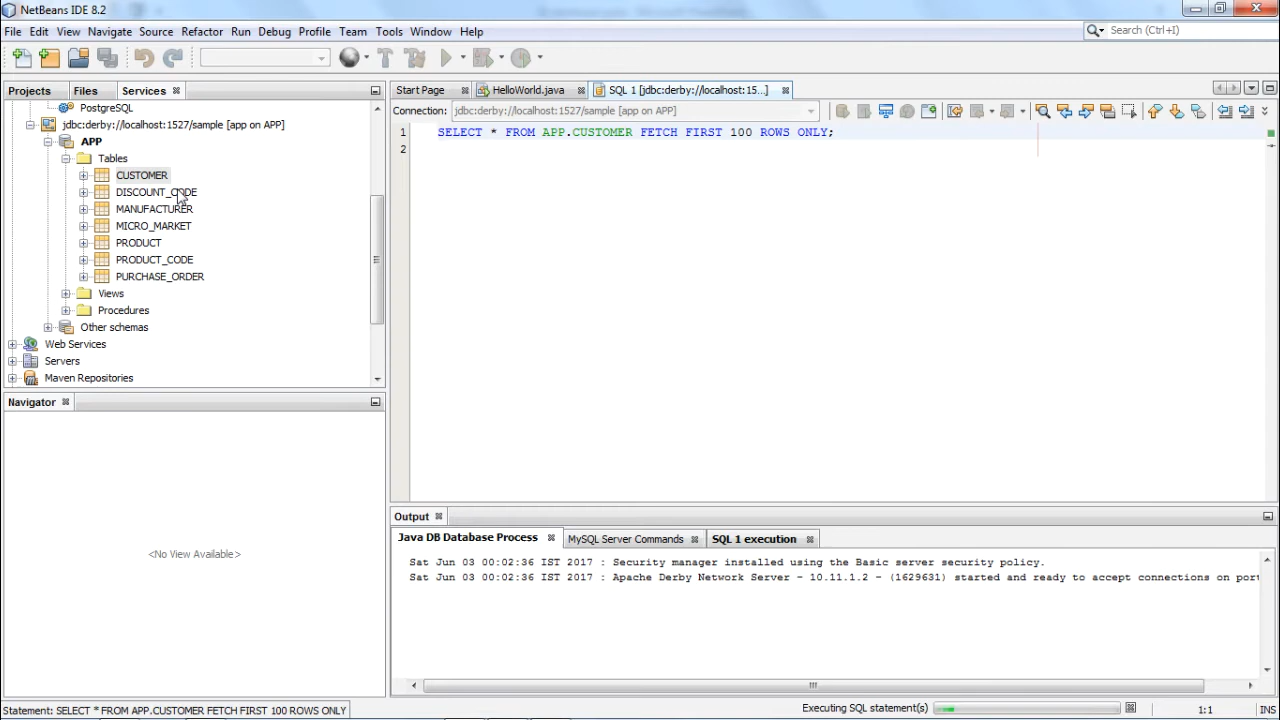 NetBeans IDE 8.2
File Edit View Navigate Source Refactor Run Debug Profile Team Tools Window Help
Search (Ctrl+I)
Projects Files Services
PostgreSQL
jdbc:derby://localhost:1527/sample [app on APP]
APP
Tables
CUSTOMER
DISCOUNT_CODE
MANUFACTURER
MICRO_MARKET
PRODUCT
PRODUCT_CODE
PURCHASE_ORDER
Views
Procedures
Other schemas
Web Services
Servers
Maven Repositories
Navigator
<No View Available>
Start Page HelloWorld.java SQL 1 [jdbc:derby://localhost:15...]
Connection: jdbc:derby://localhost:1527/sample [app on APP]
1 SELECT * FROM APP.CUSTOMER FETCH FIRST 100 ROWS ONLY;
2
Output
Java DB Database Process MySQL Server Commands SQL 1 execution
Sat Jun 03 00:02:36 IST 2017 : Security manager installed using the Basic server security policy.
Sat Jun 03 00:02:36 IST 2017 : Apache Derby Network Server - 10.11.1.2 - (1629631) started and ready to accept connections on port
Statement: SELECT * FROM APP.CUSTOMER FETCH FIRST 100 ROWS ONLY
Executing SQL statement(s)
1:1 INS